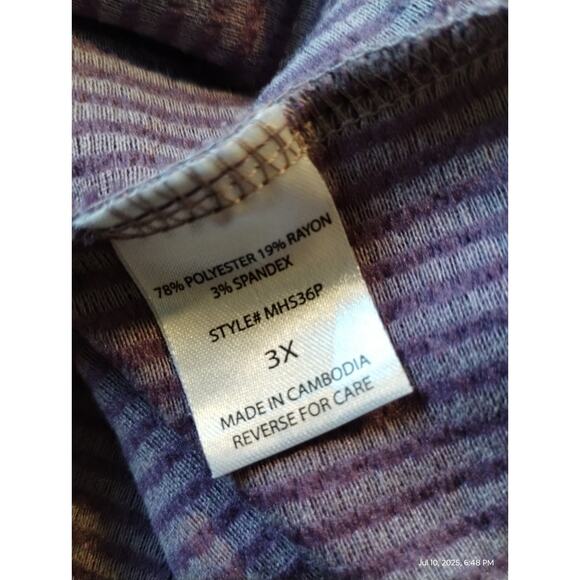 78% POLYESTER 19% RAYON
3% SPANDEX
STYLE# MHS36P
3X
MADE IN CAMBODIA
REVERSE FOR CARE
Jul 10, 2025, 6:48 PM